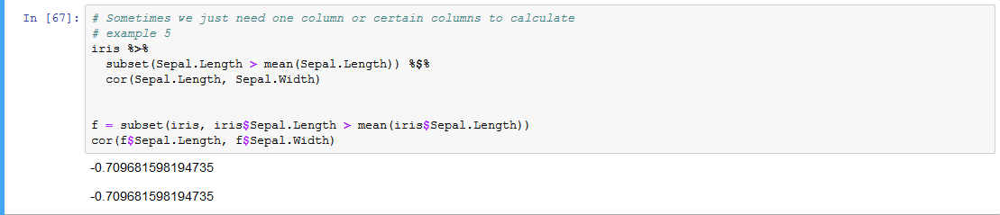 In [67]: # Sometimes we just need one column or certain columns to calculate
# example 5
iris %>%
  subset(Sepal.Length > mean(Sepal.Length)) %$%
  cor(Sepal.Length, Sepal.Width)
f = subset(iris, iris$Sepal.Length > mean(iris$Sepal.Length))
cor(f$Sepal.Length, f$Sepal.Width)
-0.709681598194735
-0.709681598194735